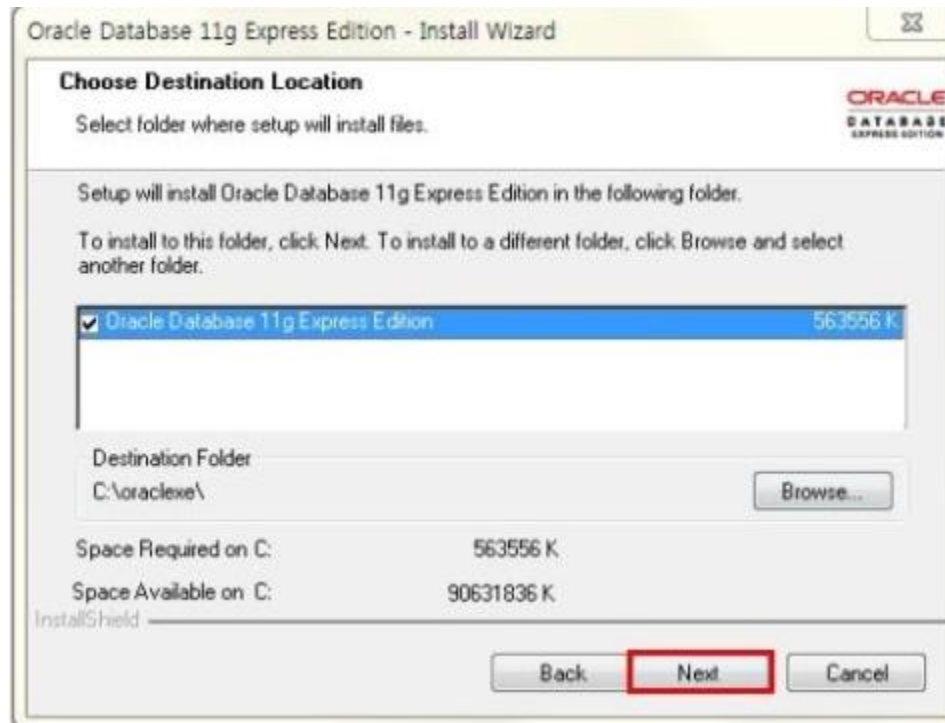 Oracle Database 11g Express Edition - Install Wizard
Choose Destination Location
Select folder where setup will install files.
ORACLE
DATABASE
EXPRESS EDITION
Setup will install Oracle Database 11g Express Edition in the following folder.
To install to this folder, click Next. To install to a different folder, click Browse and select
another folder.
Oracle Database 11g Express Edition 563556 K
Destination Folder
C:\oraclexe\
Browse...
Space Required on C: 563556 K
Space Available on C: 90631836 K
InstallShield
Back Next Cancel